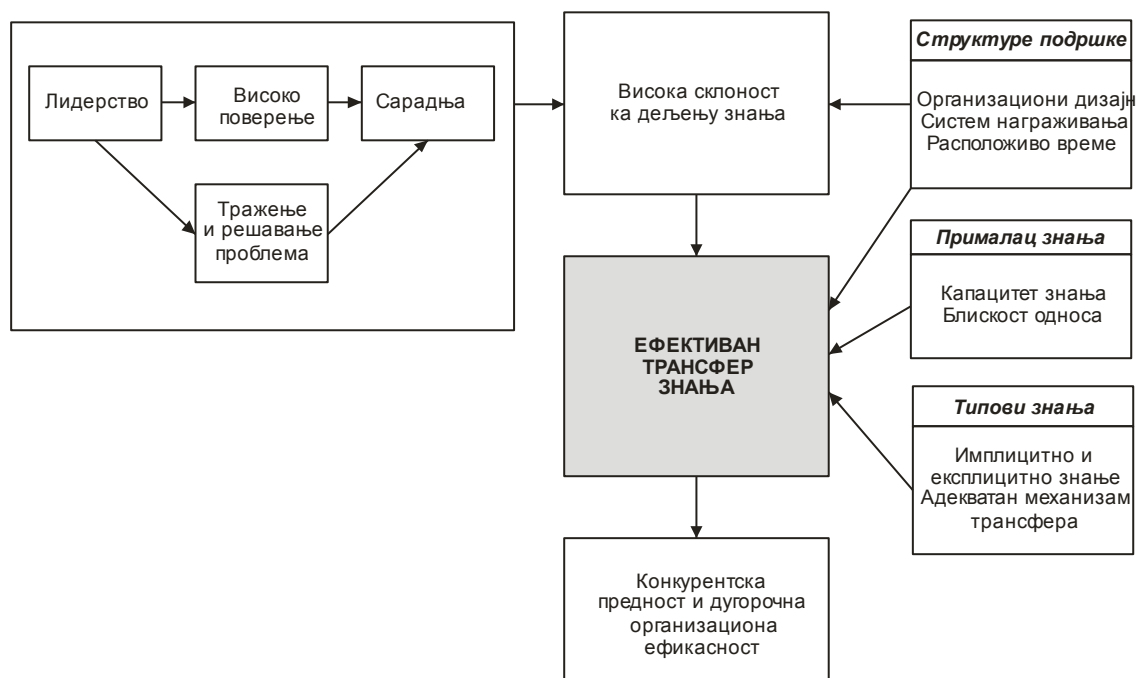 Лидерство
Високо
поверење
Сарадња
Тражење
и решавање
проблема
Висока склоност
ка дељењу знања
Структуре подршке
Организациони дизајн
Систем награживања
Расположиво време
Прималац знања
Капацитет знања
Блискост односа
ЕФЕКТИВАН
ТРАНСФЕР
ЗНАЊА
Типови знања
Имплицитно и
експлицитно знање
Адекватан механизам
трансфера
Конкурентска
предност и дугорочна
организациона
ефикасност